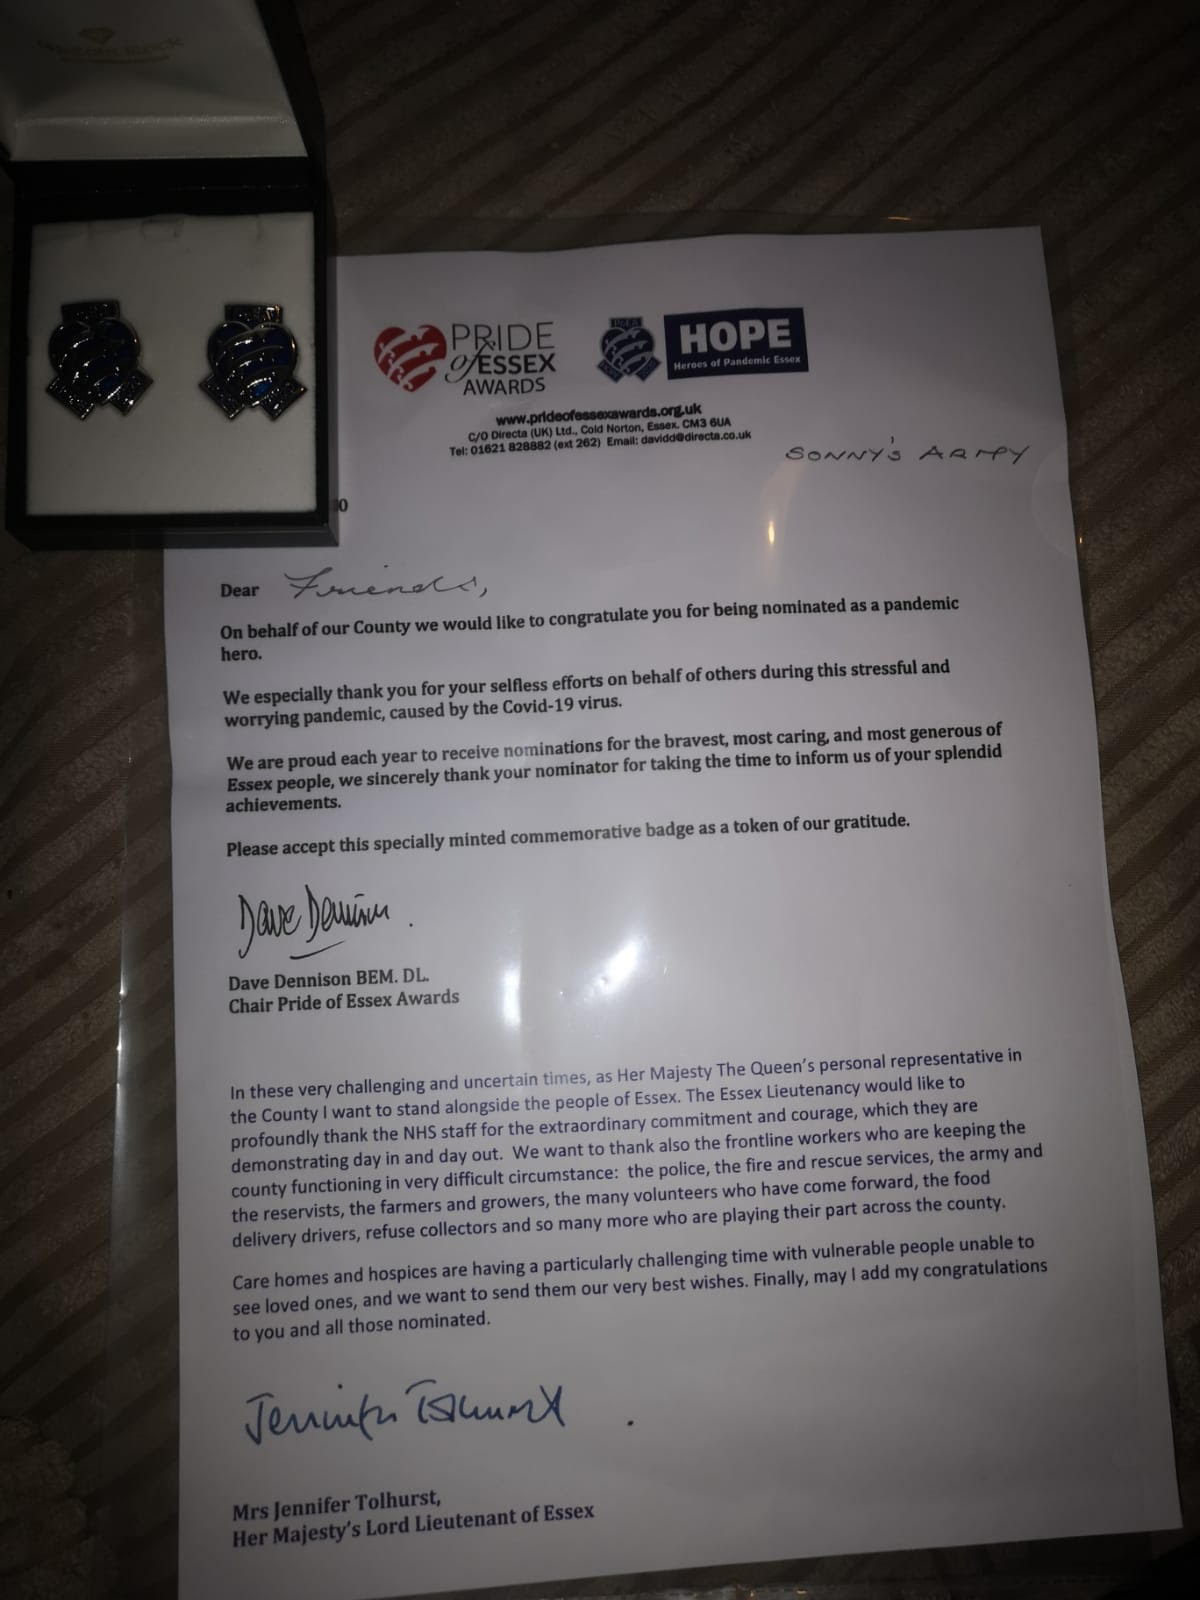 PRIDE
of ESSEX
AWARDS
HOPE
Heroes of Pandemic Essex
www.prideofessexawards.org.uk
C/O Directa (UK) Ltd., Cold Norton, Essex. CM3 6UA
Tel: 01621 828882 (ext 262) Email: davidd@directa.co.uk
SONNY'S ARMY
0
Dear Friends,
On behalf of our County we would like to congratulate you for being nominated as a pandemic
hero.
We especially thank you for your selfless efforts on behalf of others during this stressful and
worrying pandemic, caused by the Covid-19 virus.
We are proud each year to receive nominations for the bravest, most caring, and most generous of
Essex people, we sincerely thank your nominator for taking the time to inform us of your splendid
achievements.
Please accept this specially minted commemorative badge as a token of our gratitude.
Dave Dennison
Dave Dennison BEM. DL.
Chair Pride of Essex Awards
In these very challenging and uncertain times, as Her Majesty The Queen's personal representative in
the County I want to stand alongside the people of Essex. The Essex Lieutenancy would like to
profoundly thank the NHS staff for the extraordinary commitment and courage, which they are
demonstrating day in and day out. We want to thank also the frontline workers who are keeping the
county functioning in very difficult circumstance: the police, the fire and rescue services, the army and
the reservists, the farmers and growers, the many volunteers who have come forward, the food
delivery drivers, refuse collectors and so many more who are playing their part across the county.
Care homes and hospices are having a particularly challenging time with vulnerable people unable to
see loved ones, and we want to send them our very best wishes. Finally, may I add my congratulations
to you and all those nominated.
Jennifer Tolhurst
Mrs Jennifer Tolhurst,
Her Majesty's Lord Lieutenant of Essex